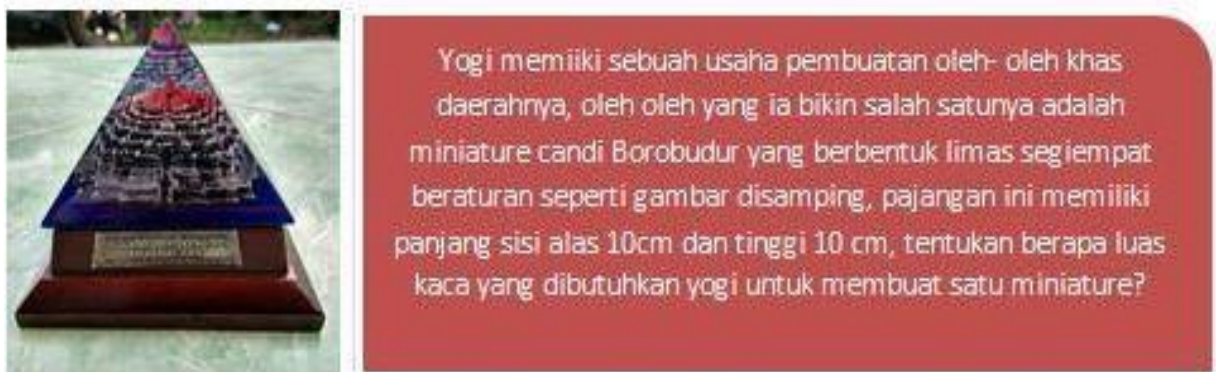 Yogi memiiki sebuah usaha pembuatan oleh- oleh khas
daerahnya, oleh oleh yang ia bikin salah satunya adalah
miniature candi Borobudur yang berbentuk limas segiempat
beraturan seperti gambar disamping, pajangan ini memiliki
panjang sisi alas 10cm dan tinggi 10 cm, tentukan berapa luas
kaca yang dibutuhkan yogi untuk membuat satu miniature?